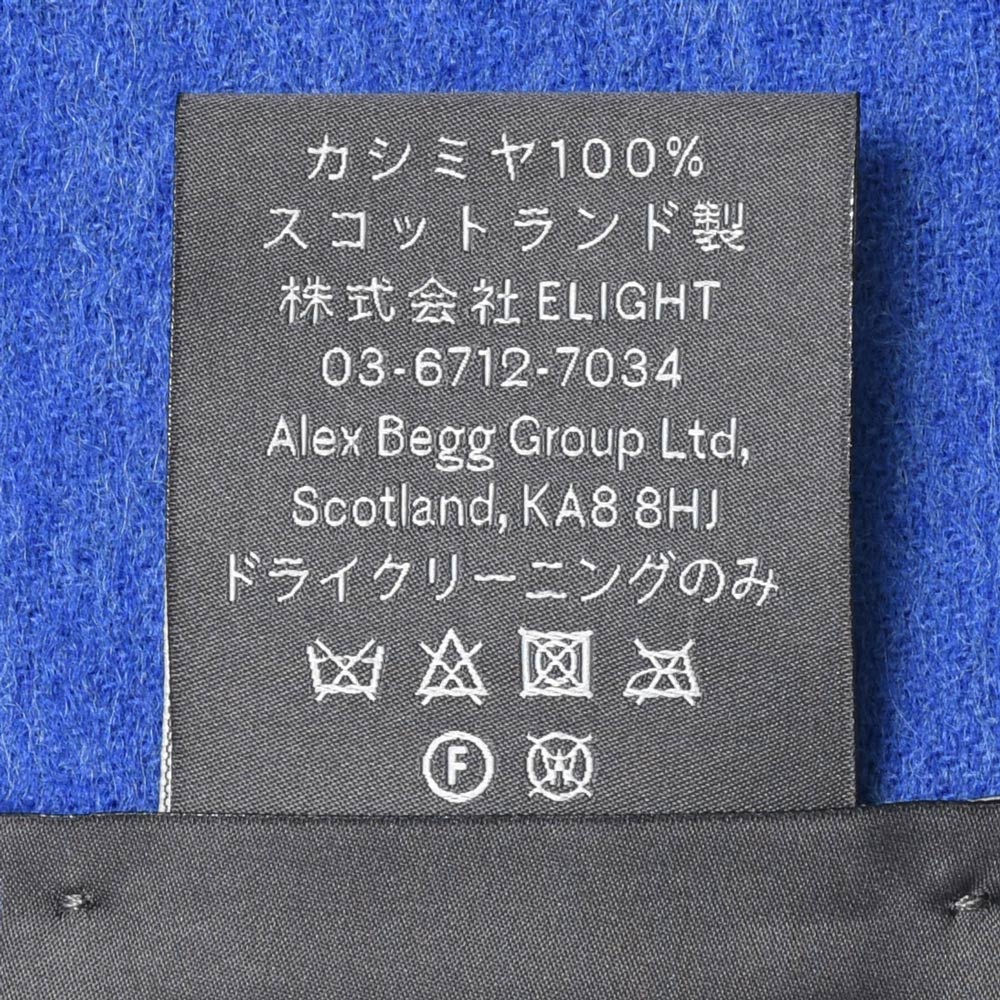 カシミヤ100%
スコットランド製
株式会社ELIGHT
03-6712-7034
Alex Begg Group Ltd,
Scotland, KA8 8HJ
ドライクリーニングのみ
F W